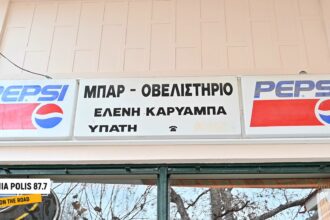 PEPSI
ΜΠΑΡ - ΟΒΕΛΙΣΤΗΡΙΟ
ΕΛΕΝΗ ΚΑΡΥΑΜΠΑ
ΥΠΑΤΗ ☎
PEPSI
POLIS 87.7
ON THE ROAD